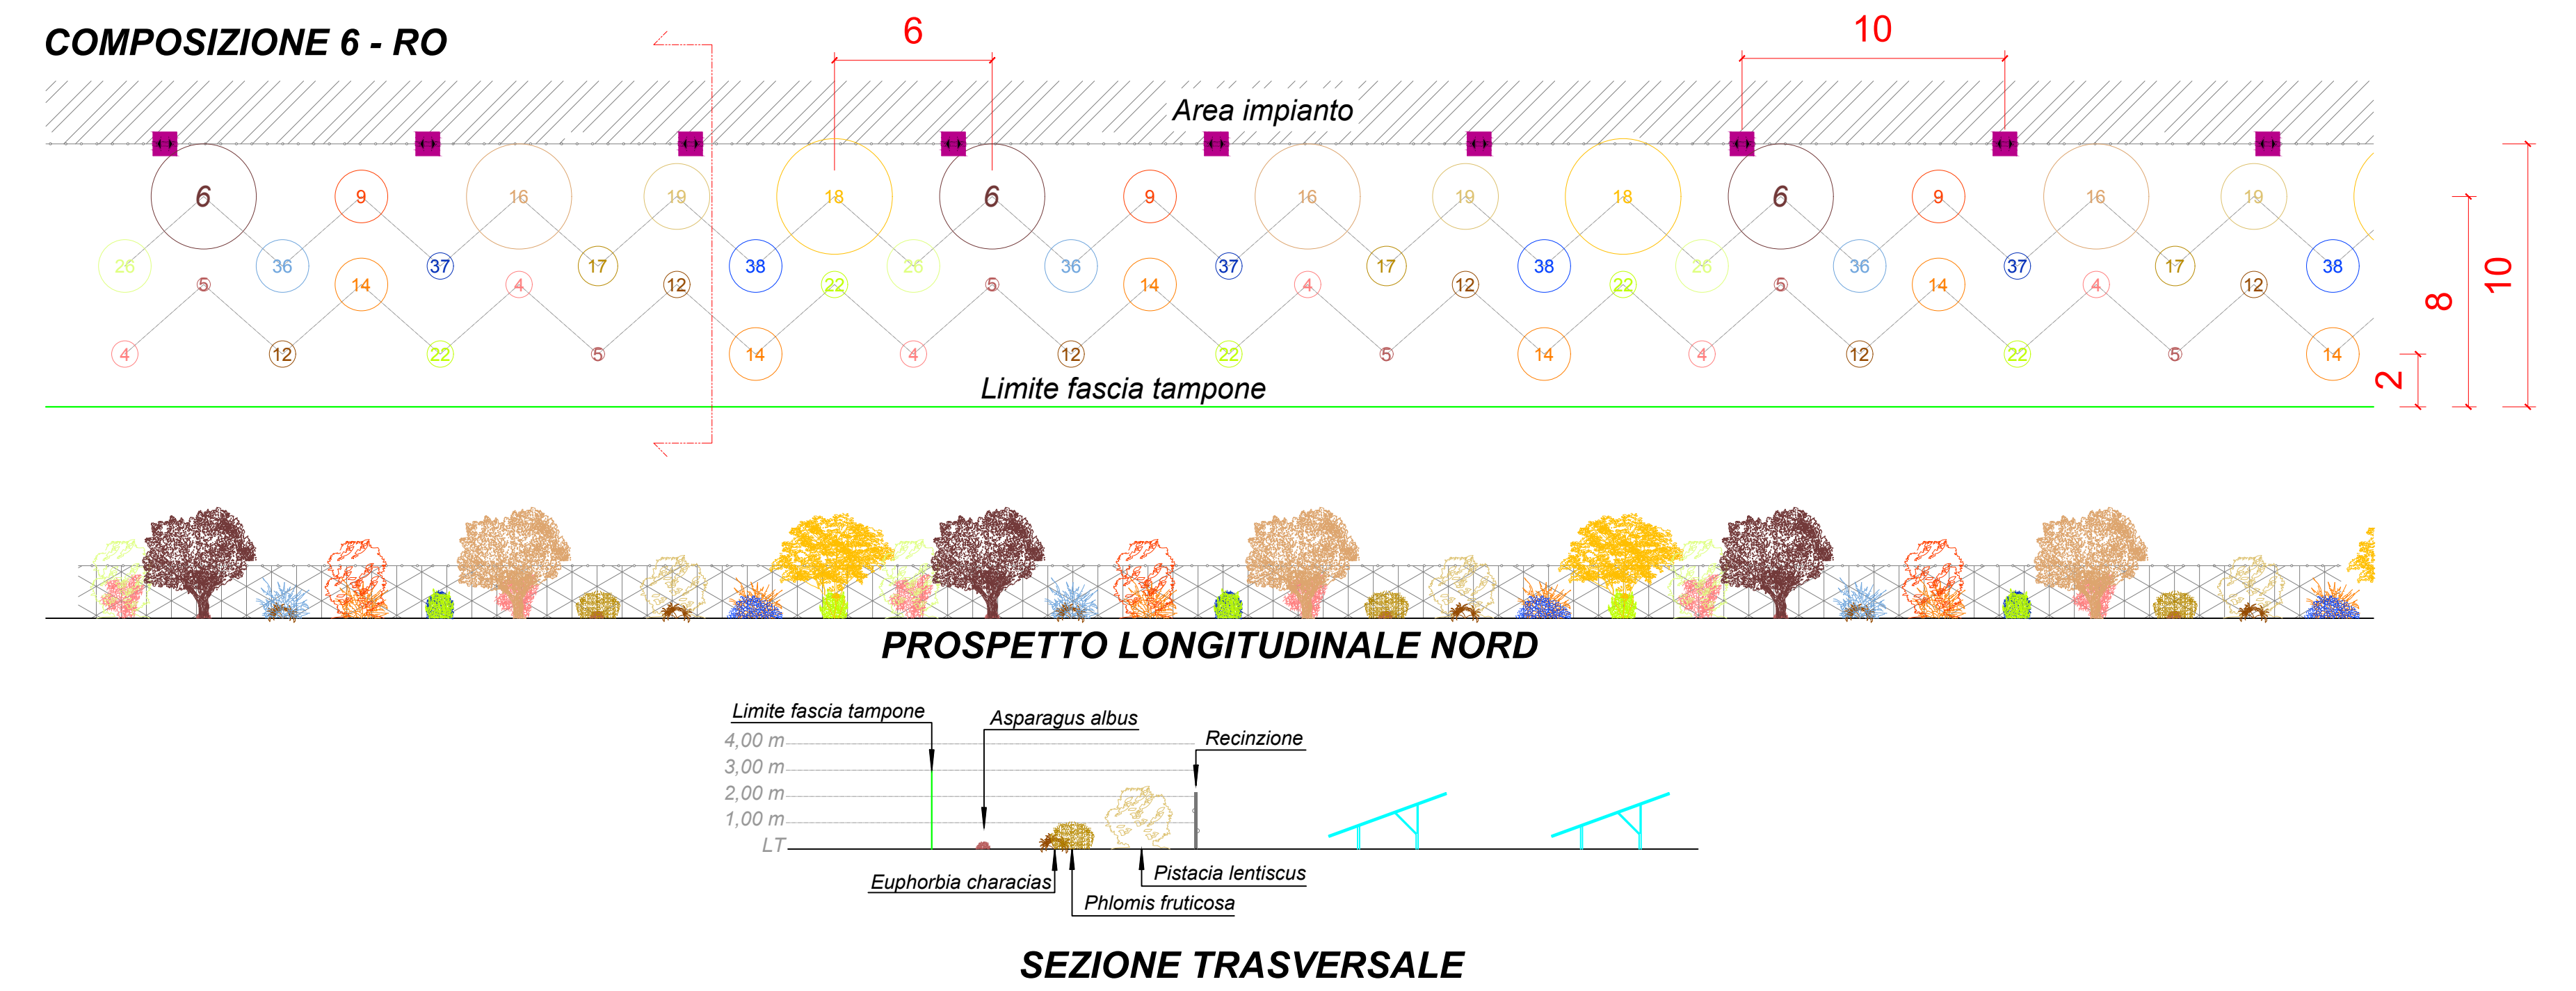 COMPOSIZIONE 6 - RO
6
10
Area impianto
6 9 16 19 18 6 9 16 19 18 6 9 16 19
26 36 37 17 38 26 36 37 17 38 26 36 37 17 38
5 14 4 12 22 5 14 4 12 22 5 14 4 12
4 12 22 5 14 4 12 22 5 14 4 12 22 5 14
2
8
10
Limite fascia tampone
PROSPETTO LONGITUDINALE NORD
Limite fascia tampone
Asparagus albus
Recinzione
4,00 m
3,00 m
2,00 m
1,00 m
LT
Euphorbia characias
Pistacia lentiscus
Phlomis fruticosa
SEZIONE TRASVERSALE